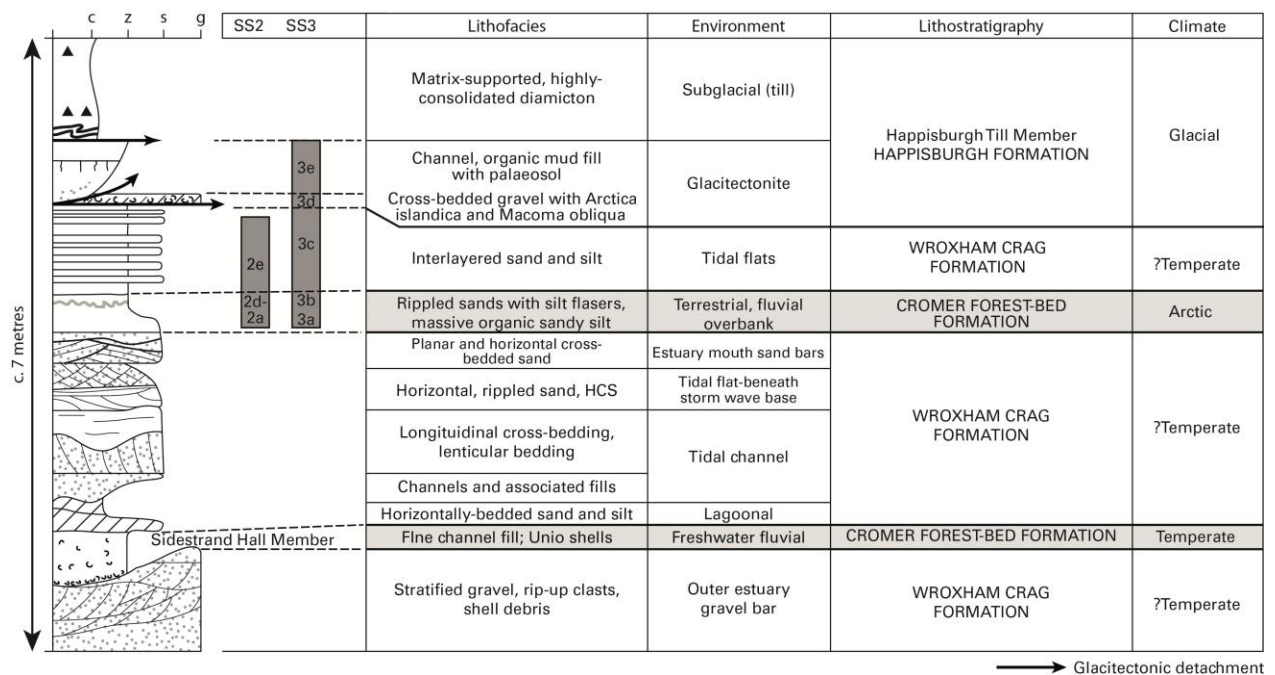 c z s g
SS2 SS3 Lithofacies Environment Lithostratigraphy Climate
c. 7 metres
Matrix-supported, highly-
consolidated diamicton
Subglacial (till)
Happisburgh Till Member
HAPPISBURGH FORMATION
Glacial
3e
Channel, organic mud fill
with palaeosol
Glacitectonite
3d
Cross-bedded gravel with Arctica
islandica and Macoma obliqua
3c
2e
Interlayered sand and silt
Tidal flats
WROXHAM CRAG
FORMATION
?Temperate
2d-
2a
3b
3a
Rippled sands with silt flasers,
massive organic sandy silt
Terrestrial, fluvial
overbank
CROMER FOREST-BED
FORMATION
Arctic
Planar and horizontal cross-
bedded sand
Estuary mouth sand bars
Horizontal, rippled sand, HCS
Tidal flat-beneath
storm wave base
WROXHAM CRAG
FORMATION
?Temperate
Longituidinal cross-bedding,
lenticular bedding
Tidal channel
Channels and associated fills
Horizontally-bedded sand and silt
Lagoonal
Sidestrand Hall Member
FIne channel fill; Unio shells
Freshwater fluvial
CROMER FOREST-BED FORMATION
Temperate
Stratified gravel, rip-up clasts,
shell debris
Outer estuary
gravel bar
WROXHAM CRAG
FORMATION
?Temperate
Glacitectonic detachment